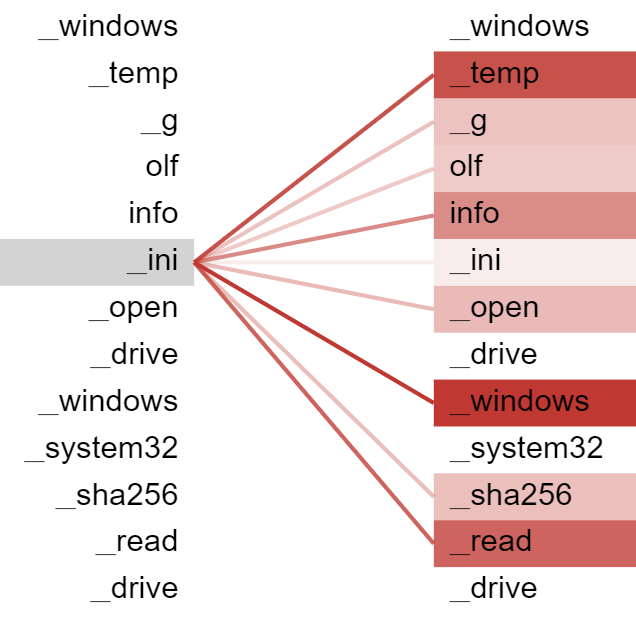 _windows _windows
_temp _temp
_g _g
olf olf
info info
_ini _ini
_open _open
_drive _drive
_windows _windows
_system32 _system32
_sha256 _sha256
_read _read
_drive _drive